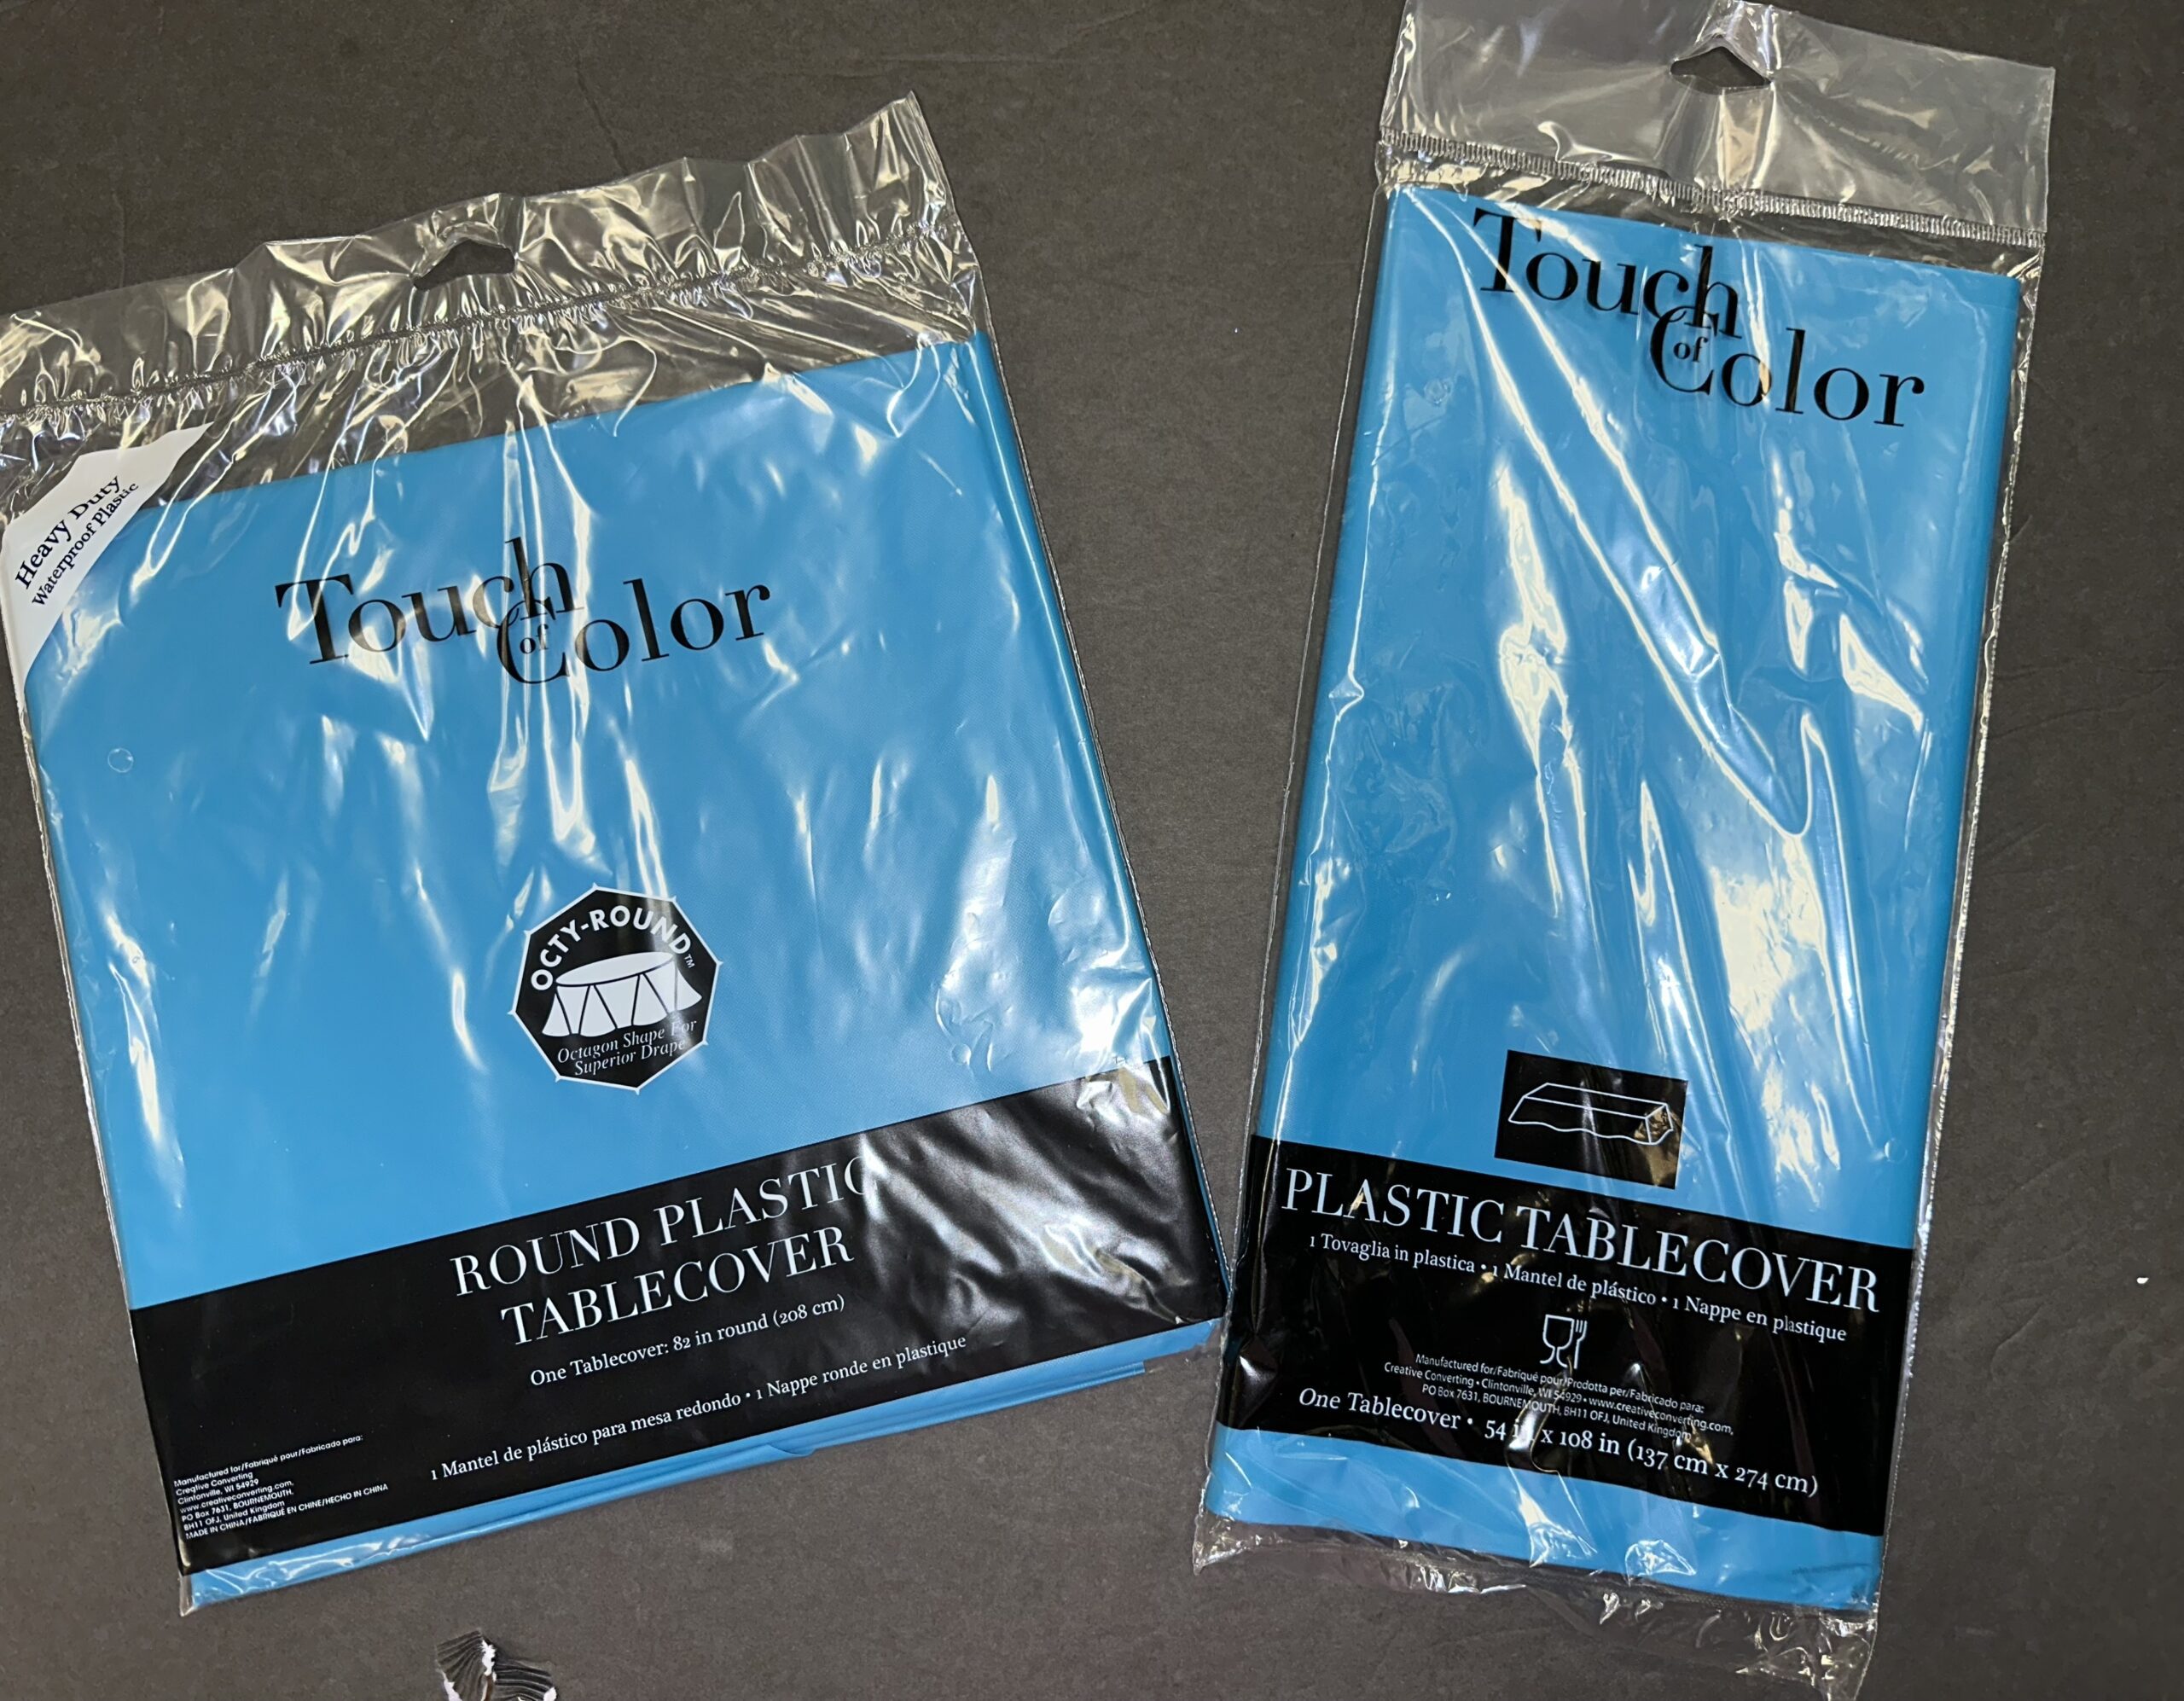 Heavy Duty
Waterproof Plastic
Touch
of
Color
OCTY-ROUND™
Octagon Shape For
Superior Drape
ROUND PLASTIC
TABLECOVER
One Tablecover: 82 in round (208 cm)
1 Mantel de plástico para mesa redondo • 1 Nappe ronde en plastique
Manufactured for/Fabriqué pour/Fabricado para:
Creative Converting
Clintonville, WI 54929
www.creativeconverting.com,
PO Box 7631, BOURNEMOUTH,
BH11 OFJ, United Kingdom
MADE IN CHINA/FABRIQUÉ EN CHINE/HECHO IN CHINA
Touch
of
Color
PLASTIC TABLECOVER
1 Tovaglia in plastica • 1 Mantel de plástico • 1 Nappe en plastique
Manufactured for/Fabriqué pour/Prodotta per/Fabricado para:
Creative Converting • Clintonville, WI 54929 • www.creativeconverting.com,
PO Box 7631, BOURNEMOUTH, BH11 OFJ, United Kingdom
One Tablecover • 54 in x 108 in (137 cm x 274 cm)